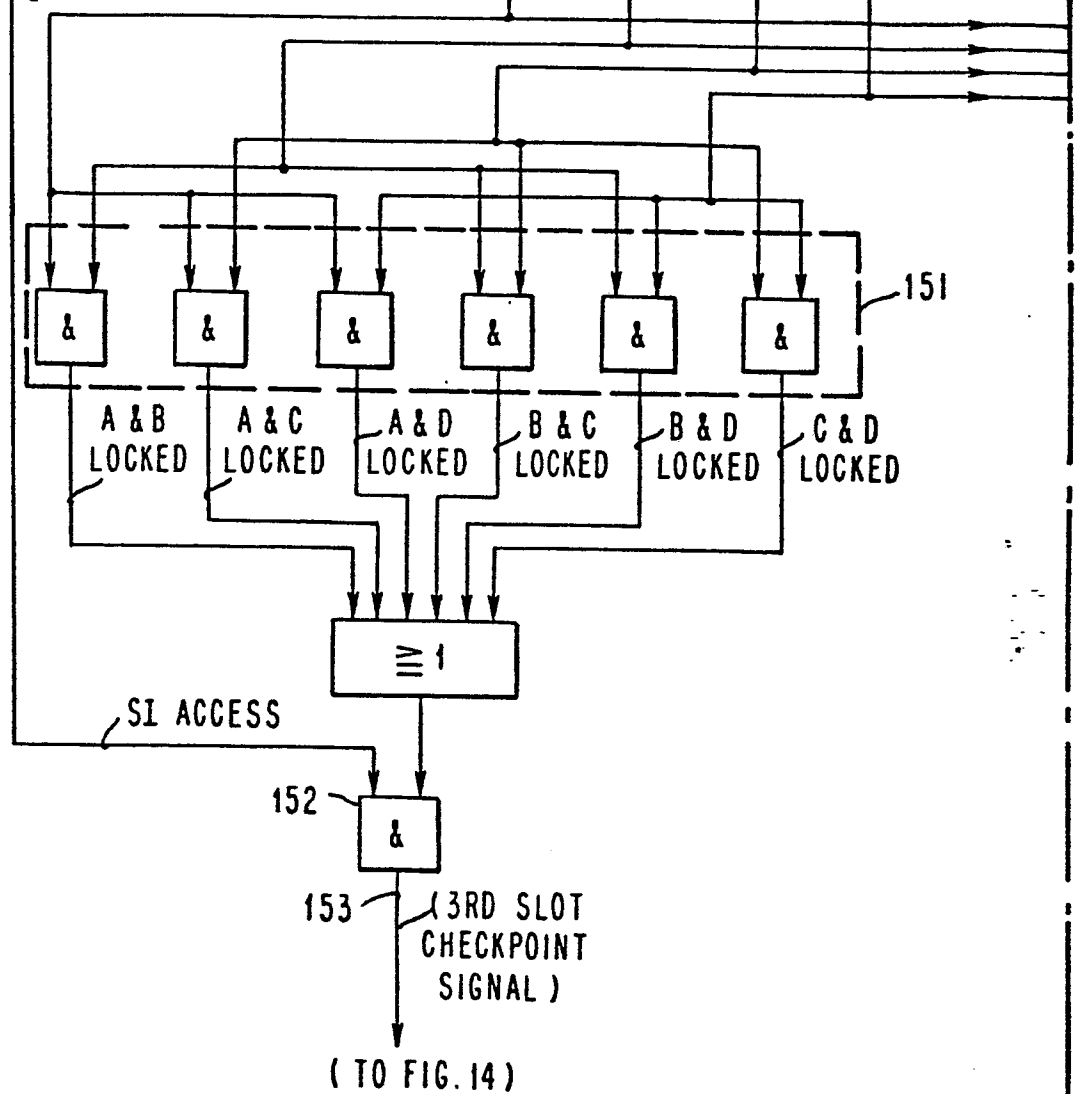 151
& & & & & &
A & B LOCKED
A & C LOCKED
A & D LOCKED
B & C LOCKED
B & D LOCKED
C & D LOCKED
≥ 1
SI ACCESS
152
&
153
(3RD SLOT
CHECKPOINT
SIGNAL)
(TO FIG. 14)